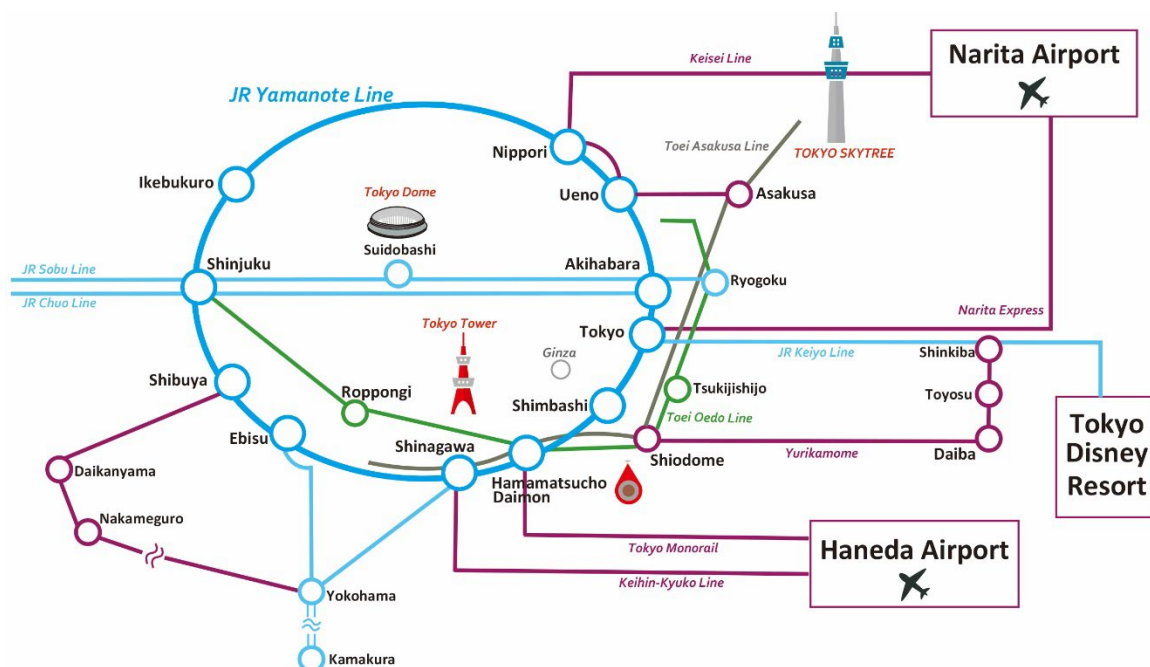 Keisei Line
Narita Airport
JR Yamanote Line
Nippori
Toei Asakusa Line
TOKYO SKYTREE
Ikebukuro
Tokyo Dome
Ueno
Asakusa
Suidobashi
Shinjuku
Akihabara
JR Sobu Line
Ryogoku
JR Chuo Line
Narita Express
Tokyo Tower
Tokyo
JR Keiyo Line
Shinkiba
Ginza
Shibuya
Roppongi
Tsukijishijo
Toyosu
Shimbashi
Toei Oedo Line
Tokyo
Disney
Resort
Ebisu
Shinagawa
Shiodome
Yurikamome
Daiba
Daikanyama
Hamamatsucho
Daimon
Nakameguro
Tokyo Monorail
Haneda Airport
Keihin-Kyuko Line
Yokohama
Kamakura